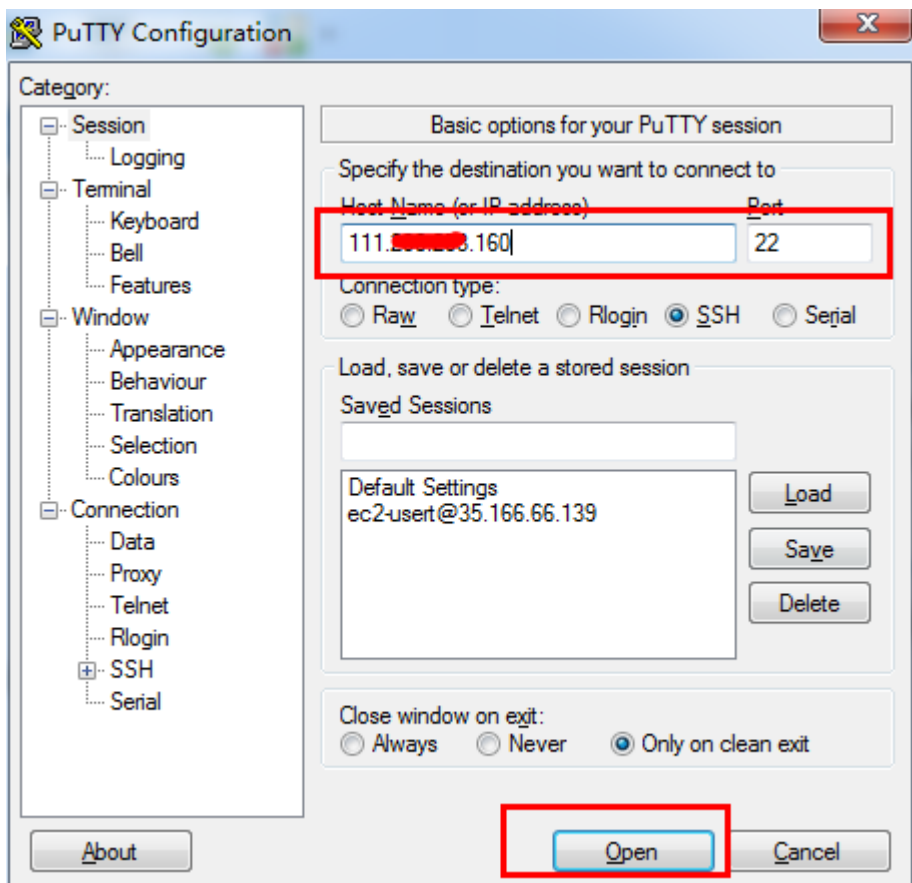 PuTTY Configuration
Category:
Session
Logging
Terminal
Keyboard
Bell
Features
Window
Appearance
Behaviour
Translation
Selection
Colours
Connection
Data
Proxy
Telnet
Rlogin
SSH
Serial
Basic options for your PuTTY session
Specify the destination you want to connect to
Host Name (or IP address) Port
111. .160 22
Connection type:
Raw Telnet Rlogin SSH Serial
Load, save or delete a stored session
Saved Sessions
Default Settings
ec2-usert@35.166.66.139
Load
Save
Delete
Close window on exit:
Always Never Only on clean exit
About Open Cancel